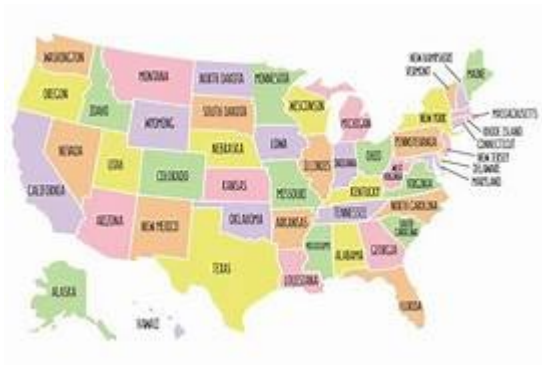 WASHINGTON
OREGON
CALIFORNIA
NEVADA
IDAHO
MONTANA
WYOMING
UTAH
ARIZONA
COLORADO
NEW MEXICO
NORTH DAKOTA
SOUTH DAKOTA
NEBRASKA
KANSAS
OKLAHOMA
TEXAS
MINNESOTA
IOWA
MISSOURI
ARKANSAS
LOUISIANA
WISCONSIN
ILLINOIS
MICHIGAN
INDIANA
OHIO
KENTUCKY
TENNESSEE
MISSISSIPPI
ALABAMA
GEORGIA
FLORIDA
SOUTH
CAROLINA
NORTH CAROLINA
VIRGINIA
WEST
VIRGINIA
PENNSYLVANIA
NEW YORK
NEW HAMPSHIRE
VERMONT
MAINE
MASSACHUSETTS
RHODE ISLAND
CONNECTICUT
NEW JERSEY
DELAWARE
MARYLAND
ALASKA
HAWAII